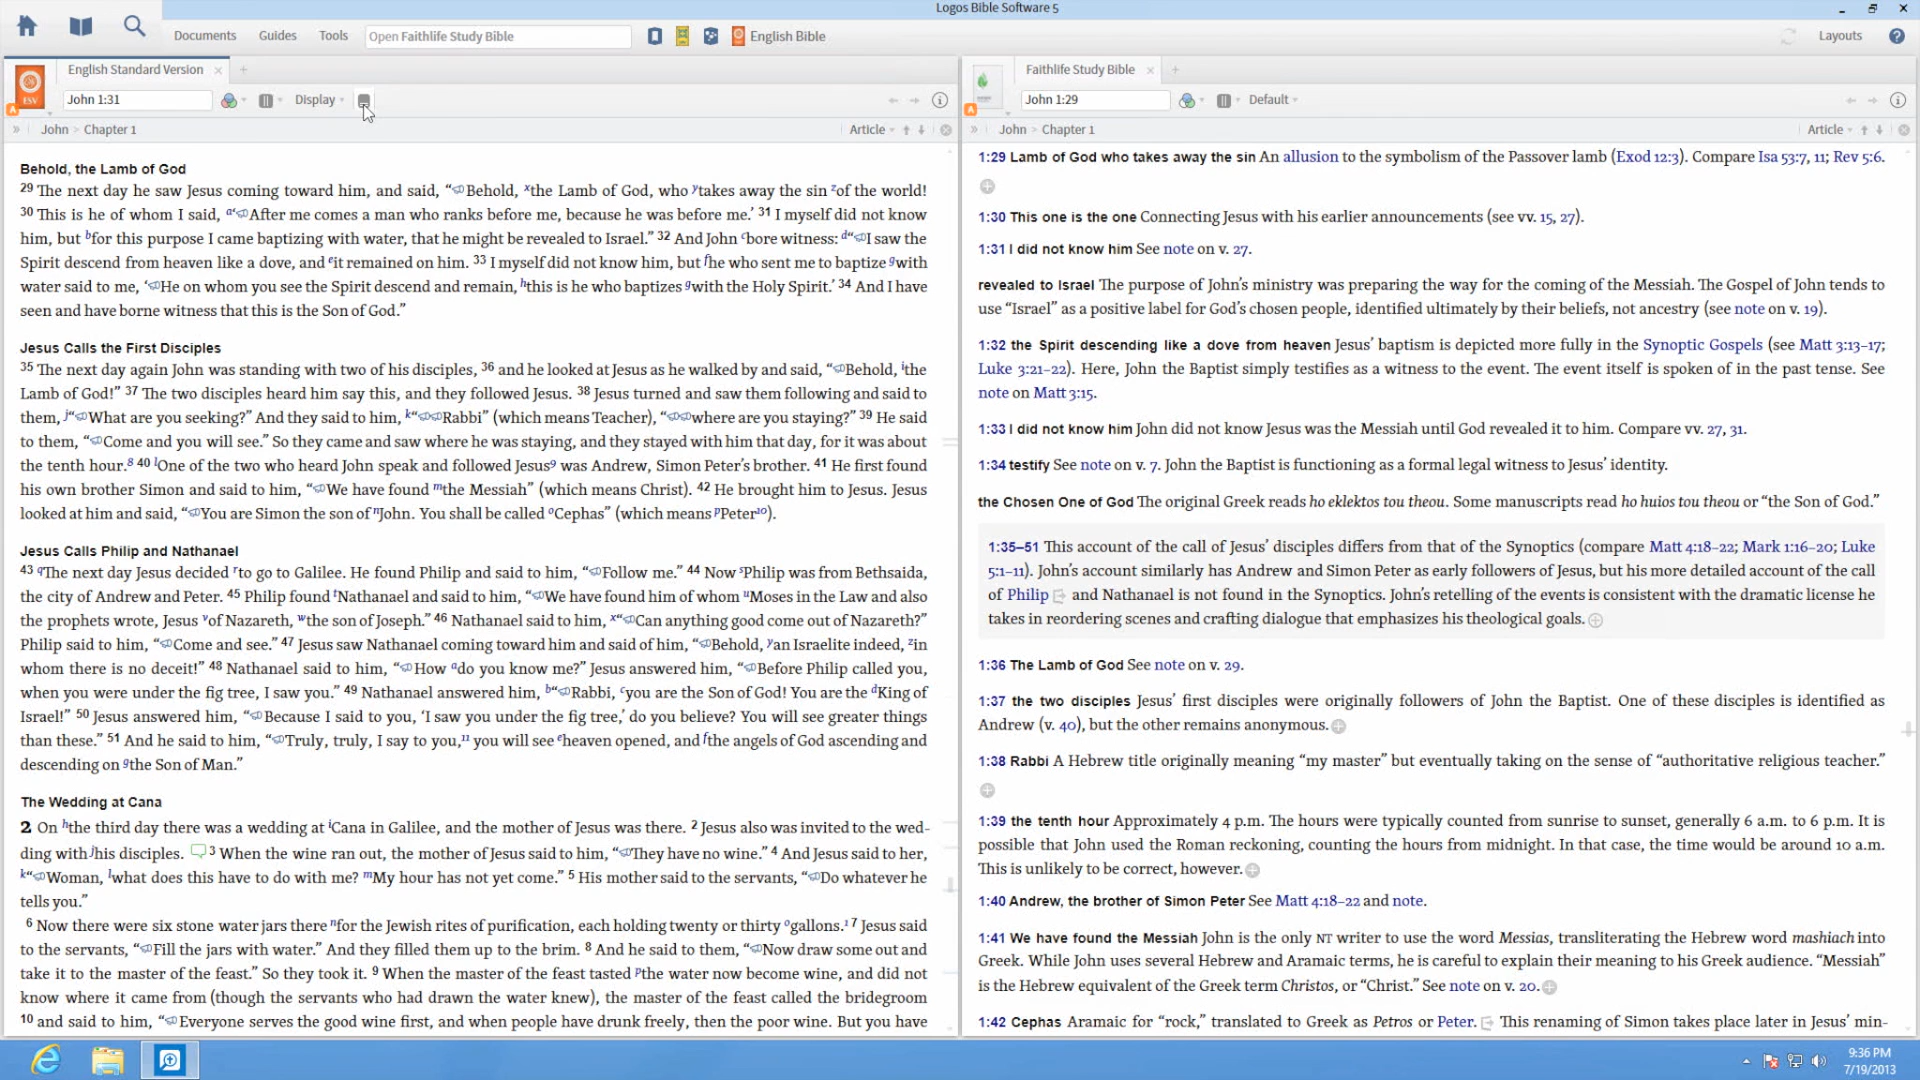 Logos Bible Software 5
Documents Guides Tools Open Faithlife Study Bible English Bible Layouts
English Standard Version
ESV
A
John 1:31 Display
John > Chapter 1 Article
Behold, the Lamb of God
29 The next day he saw Jesus coming toward him, and said, “Behold, xthe Lamb of God, who ytakes away the sin zof the world!
30 This is he of whom I said, a‘After me comes a man who ranks before me, because he was before me.’ 31 I myself did not know
him, but bfor this purpose I came baptizing with water, that he might be revealed to Israel.” 32 And John cbore witness: d“I saw the
Spirit descend from heaven like a dove, and eit remained on him. 33 I myself did not know him, but fhe who sent me to baptize gwith
water said to me, ‘He on whom you see the Spirit descend and remain, hthis is he who baptizes gwith the Holy Spirit.’ 34 And I have
seen and have borne witness that this is the Son of God.”
Jesus Calls the First Disciples
35 The next day again John was standing with two of his disciples, 36 and he looked at Jesus as he walked by and said, “Behold, ithe
Lamb of God!” 37 The two disciples heard him say this, and they followed Jesus. 38 Jesus turned and saw them following and said to
them, j“What are you seeking?” And they said to him, k“Rabbi” (which means Teacher), “where are you staying?” 39 He said
to them, “Come and you will see.” So they came and saw where he was staying, and they stayed with him that day, for it was about
the tenth hour.8 40 lOne of the two who heard John speak and followed Jesus9 was Andrew, Simon Peter’s brother. 41 He first found
his own brother Simon and said to him, “We have found mthe Messiah” (which means Christ). 42 He brought him to Jesus. Jesus
looked at him and said, “You are Simon the son of nJohn. You shall be called oCephas” (which means pPeter10).
Jesus Calls Philip and Nathanael
43 qThe next day Jesus decided rto go to Galilee. He found Philip and said to him, “Follow me.” 44 Now sPhilip was from Bethsaida,
the city of Andrew and Peter. 45 Philip found tNathanael and said to him, “We have found him of whom uMoses in the Law and also
the prophets wrote, Jesus vof Nazareth, wthe son of Joseph.” 46 Nathanael said to him, x“Can anything good come out of Nazareth?”
Philip said to him, “Come and see.” 47 Jesus saw Nathanael coming toward him and said of him, “Behold, yan Israelite indeed, zin
whom there is no deceit!” 48 Nathanael said to him, “How ado you know me?” Jesus answered him, “Before Philip called you,
when you were under the fig tree, I saw you.” 49 Nathanael answered him, b“Rabbi, cyou are the Son of God! You are the dKing of
Israel!” 50 Jesus answered him, “Because I said to you, ‘I saw you under the fig tree,’ do you believe? You will see greater things
than these.” 51 And he said to him, “Truly, truly, I say to you,11 you will see eheaven opened, and fthe angels of God ascending and
descending on gthe Son of Man.”
The Wedding at Cana
2 On hthe third day there was a wedding at iCana in Galilee, and the mother of Jesus was there. 2 Jesus also was invited to the wed-
ding with jhis disciples. 3 When the wine ran out, the mother of Jesus said to him, “They have no wine.” 4 And Jesus said to her,
k“Woman, lwhat does this have to do with me? mMy hour has not yet come.” 5 His mother said to the servants, “Do whatever he
tells you.”
6 Now there were six stone water jars there nfor the Jewish rites of purification, each holding twenty or thirty ogallons.1 7 Jesus said
to the servants, “Fill the jars with water.” And they filled them up to the brim. 8 And he said to them, “Now draw some out and
take it to the master of the feast.” So they took it. 9 When the master of the feast tasted pthe water now become wine, and did not
know where it came from (though the servants who had drawn the water knew), the master of the feast called the bridegroom
10 and said to him, “Everyone serves the good wine first, and when people have drunk freely, then the poor wine. But you have
Faithlife Study Bible
A
John 1:29 Default
John > Chapter 1 Article
1:29 Lamb of God who takes away the sin An allusion to the symbolism of the Passover lamb (Exod 12:3). Compare Isa 53:7, 11; Rev 5:6.
1:30 This one is the one Connecting Jesus with his earlier announcements (see vv. 15, 27).
1:31 I did not know him See note on v. 27.
revealed to Israel The purpose of John’s ministry was preparing the way for the coming of the Messiah. The Gospel of John tends to
use “Israel” as a positive label for God’s chosen people, identified ultimately by their beliefs, not ancestry (see note on v. 19).
1:32 the Spirit descending like a dove from heaven Jesus’ baptism is depicted more fully in the Synoptic Gospels (see Matt 3:13–17;
Luke 3:21–22). Here, John the Baptist simply testifies as a witness to the event. The event itself is spoken of in the past tense. See
note on Matt 3:15.
1:33 I did not know him John did not know Jesus was the Messiah until God revealed it to him. Compare vv. 27, 31.
1:34 testify See note on v. 7. John the Baptist is functioning as a formal legal witness to Jesus’ identity.
the Chosen One of God The original Greek reads ho eklektos tou theou. Some manuscripts read ho huios tou theou or “the Son of God.”
1:35–51 This account of the call of Jesus’ disciples differs from that of the Synoptics (compare Matt 4:18–22; Mark 1:16–20; Luke
5:1–11). John’s account similarly has Andrew and Simon Peter as early followers of Jesus, but his more detailed account of the call
of Philip and Nathanael is not found in the Synoptics. John’s retelling of the events is consistent with the dramatic license he
takes in reordering scenes and crafting dialogue that emphasizes his theological goals.
1:36 The Lamb of God See note on v. 29.
1:37 the two disciples Jesus’ first disciples were originally followers of John the Baptist. One of these disciples is identified as
Andrew (v. 40), but the other remains anonymous.
1:38 Rabbi A Hebrew title originally meaning “my master” but eventually taking on the sense of “authoritative religious teacher.”
1:39 the tenth hour Approximately 4 p.m. The hours were typically counted from sunrise to sunset, generally 6 a.m. to 6 p.m. It is
possible that John used the Roman reckoning, counting the hours from midnight. In that case, the time would be around 10 a.m.
This is unlikely to be correct, however.
1:40 Andrew, the brother of Simon Peter See Matt 4:18–22 and note.
1:41 We have found the Messiah John is the only NT writer to use the word Messias, transliterating the Hebrew word mashiach into
Greek. While John uses several Hebrew and Aramaic terms, he is careful to explain their meaning to his Greek audience. “Messiah”
is the Hebrew equivalent of the Greek term Christos, or “Christ.” See note on v. 20.
1:42 Cephas Aramaic for “rock,” translated to Greek as Petros or Peter. This renaming of Simon takes place later in Jesus’ min-
9:36 PM
7/19/2013